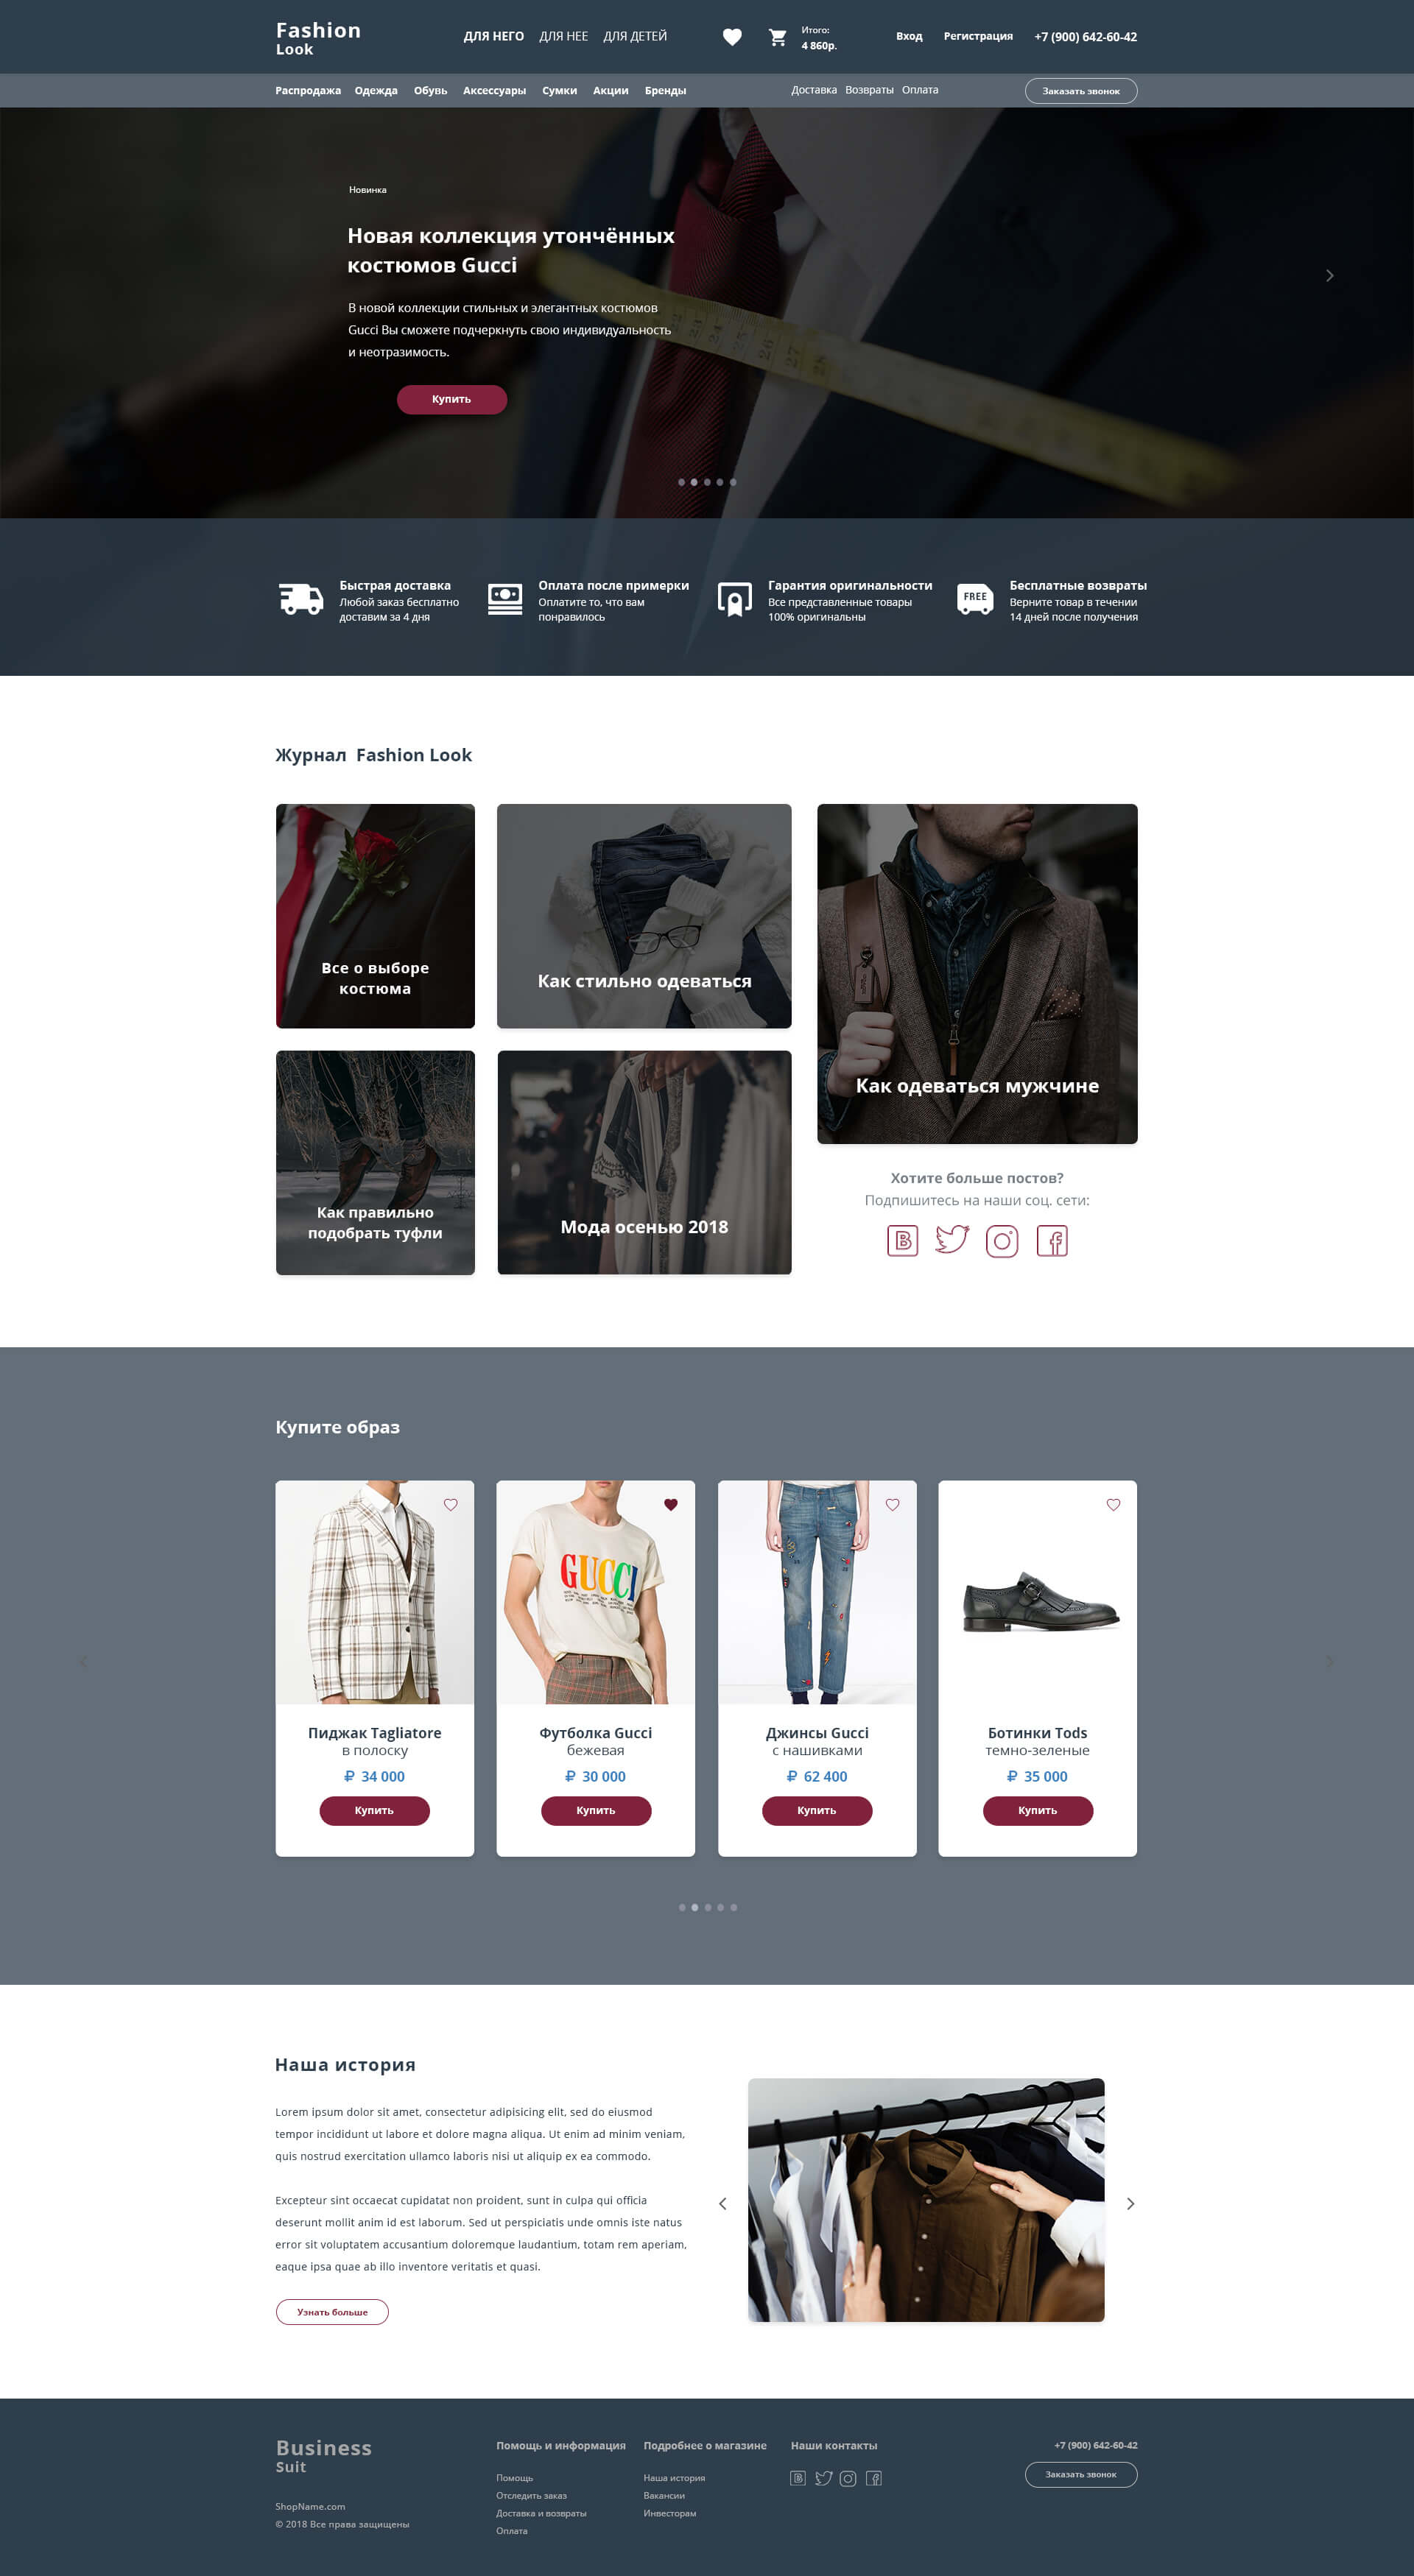 Fashion
Look
ДЛЯ НЕГО ДЛЯ НЕЕ ДЛЯ ДЕТЕЙ
Итого:
4 860р.
Вход Регистрация +7 (900) 642-60-42
Распродажа Одежда Обувь Аксессуары Сумки Акции Бренды
Доставка Возвраты Оплата
Заказать звонок
Новинка
Новая коллекция утончённых
костюмов Gucci
В новой коллекции стильных и элегантных костюмов
Gucci Вы сможете подчеркнуть свою индивидуальность
и неотразимость.
Купить
Быстрая доставка
Любой заказ бесплатно
доставим за 4 дня
Оплата после примерки
Оплатите то, что вам
понравилось
Гарантия оригинальности
Все представленные товары
100% оригинальны
FREE
Бесплатные возвраты
Верните товар в течении
14 дней после получения
Журнал Fashion Look
Все о выборе
костюма
Как стильно одеваться
Как одеваться мужчине
Как правильно
подобрать туфли
Мода осенью 2018
Хотите больше постов?
Подпишитесь на наши соц. сети:
Купите образ
GUCCI
Пиджак Tagliatore
в полоску
₽ 34 000
Купить
Футболка Gucci
бежевая
₽ 30 000
Купить
Джинсы Gucci
с нашивками
₽ 62 400
Купить
Ботинки Tods
темно-зеленые
₽ 35 000
Купить
Наша история
Lorem ipsum dolor sit amet, consectetur adipisicing elit, sed do eiusmod
tempor incididunt ut labore et dolore magna aliqua. Ut enim ad minim veniam,
quis nostrud exercitation ullamco laboris nisi ut aliquip ex ea commodo.
Excepteur sint occaecat cupidatat non proident, sunt in culpa qui officia
deserunt mollit anim id est laborum. Sed ut perspiciatis unde omnis iste natus
error sit voluptatem accusantium doloremque laudantium, totam rem aperiam,
eaque ipsa quae ab illo inventore veritatis et quasi.
Узнать больше
Business
Suit
ShopName.com
© 2018 Все права защищены
Помощь и информация
Помощь
Отследить заказ
Доставка и возвраты
Оплата
Подробнее о магазине
Наша история
Вакансии
Инвесторам
Наши контакты
+7 (900) 642-60-42
Заказать звонок